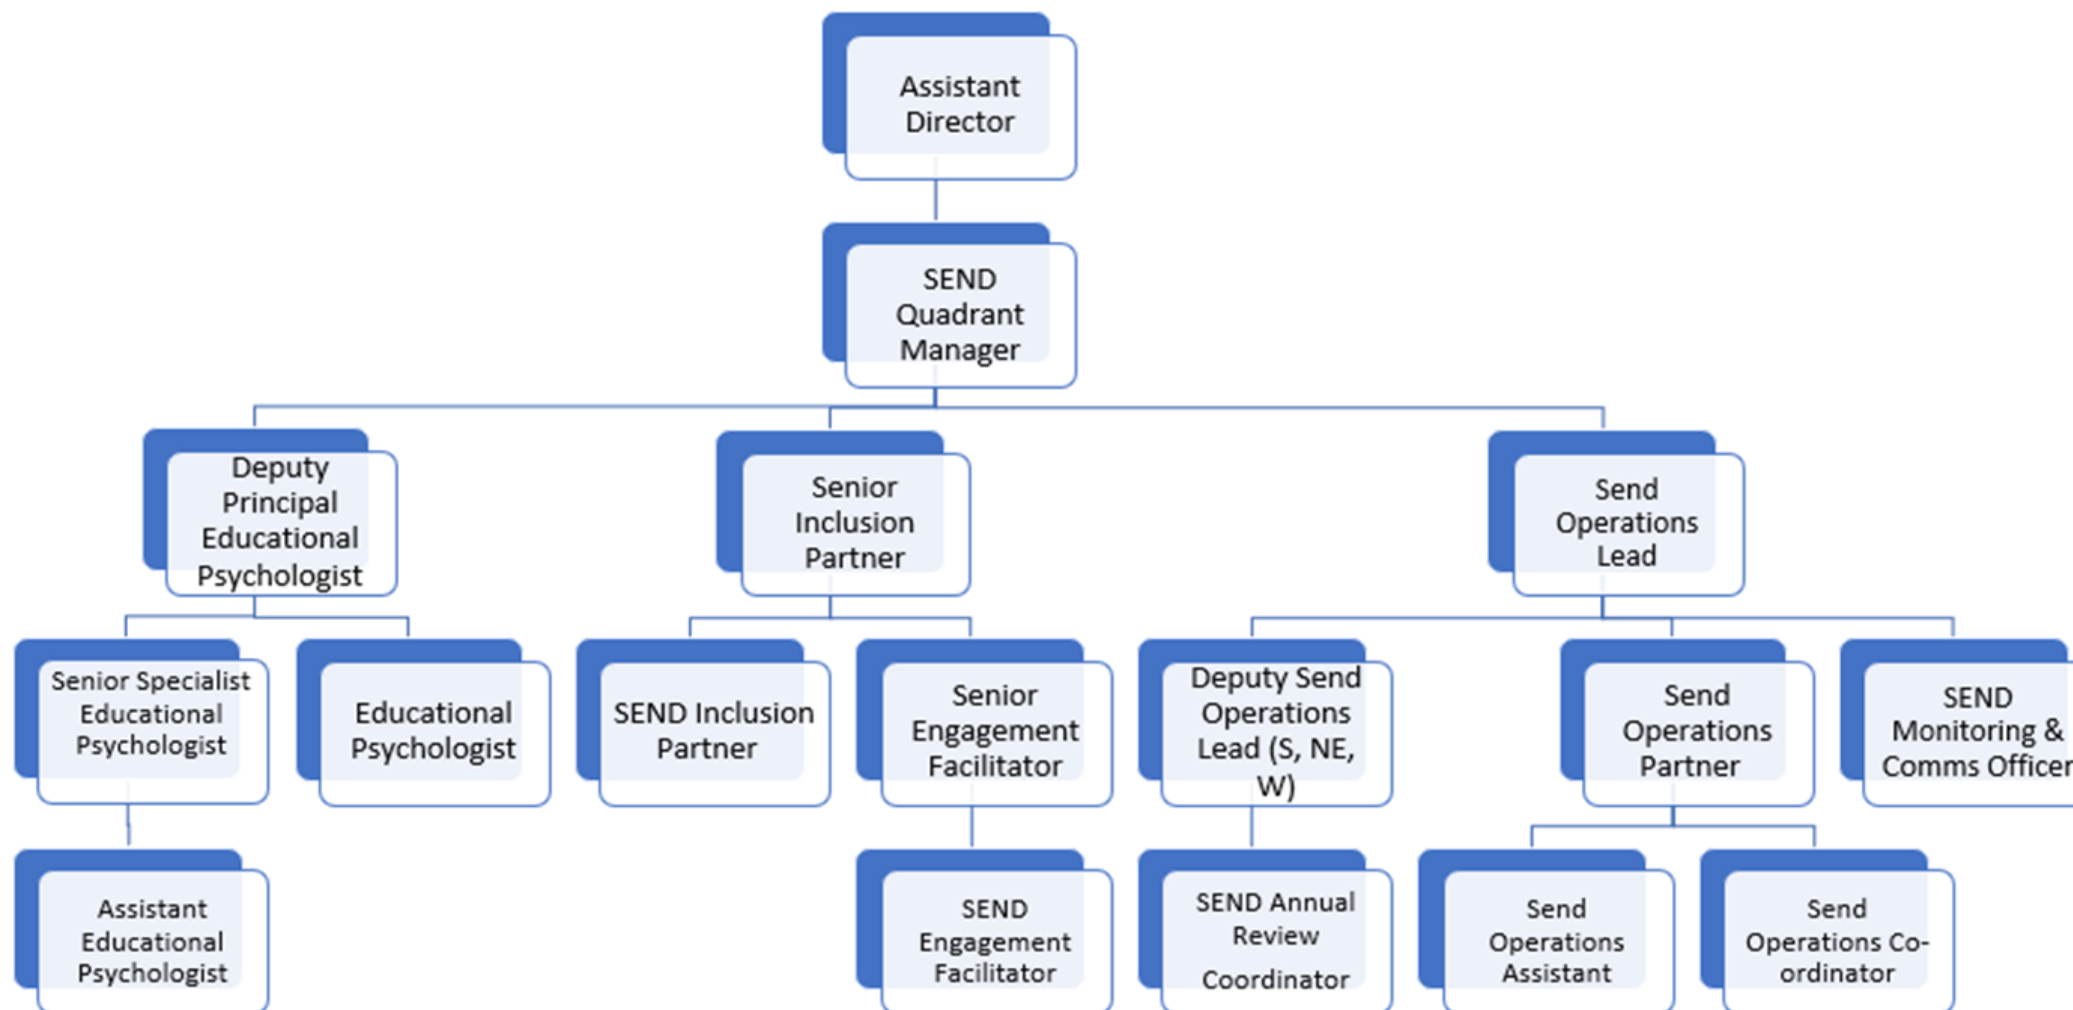 Assistant
Director
SEND
Quadrant
Manager
Deputy
Principal
Educational
Psychologist
Senior
Inclusion
Partner
Send
Operations
Lead
Senior Specialist
Educational
Psychologist
Educational
Psychologist
SEND Inclusion
Partner
Senior
Engagement
Facilitator
Deputy Send
Operations
Lead (S, NE,
W)
Send
Operations
Partner
SEND
Monitoring &
Comms Officer
Assistant
Educational
Psychologist
SEND
Engagement
Facilitator
SEND Annual
Review
Coordinator
Send
Operations
Assistant
Send
Operations Co-
ordinator